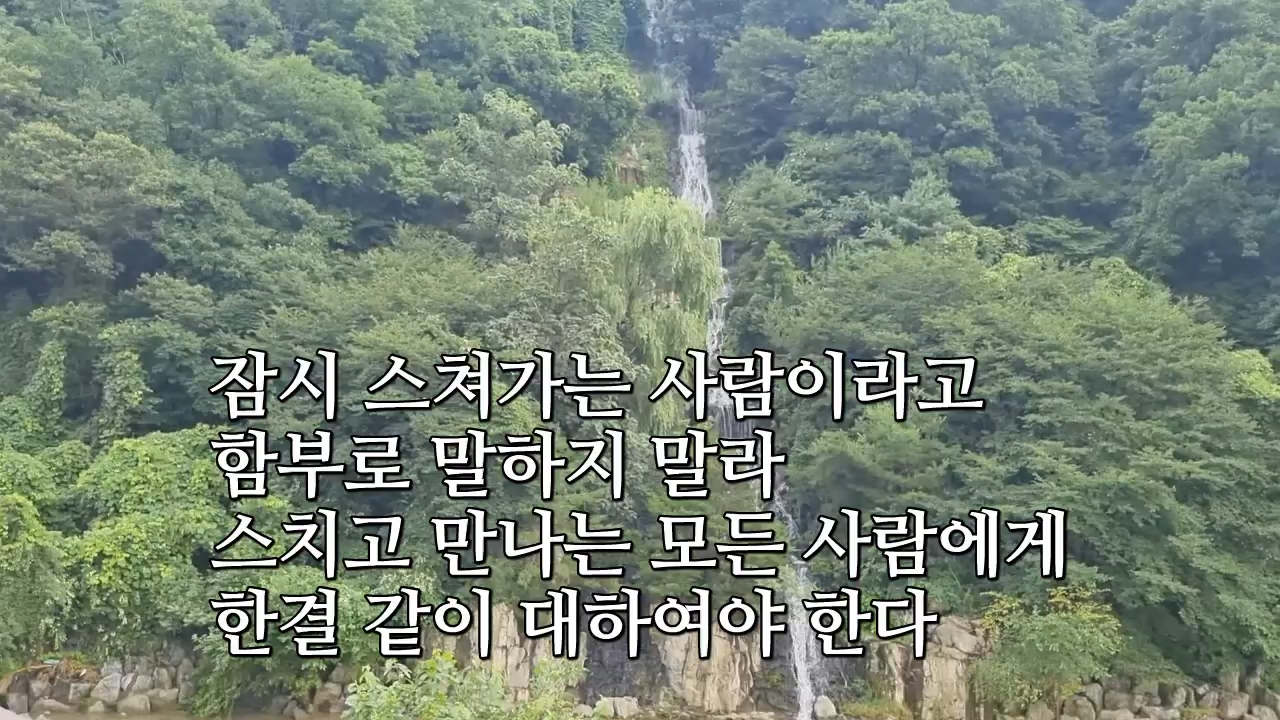 잠시 스쳐가는 사람이라고
함부로 말하지 말라
스치고 만나는 모든 사람에게
한결 같이 대하여야 한다